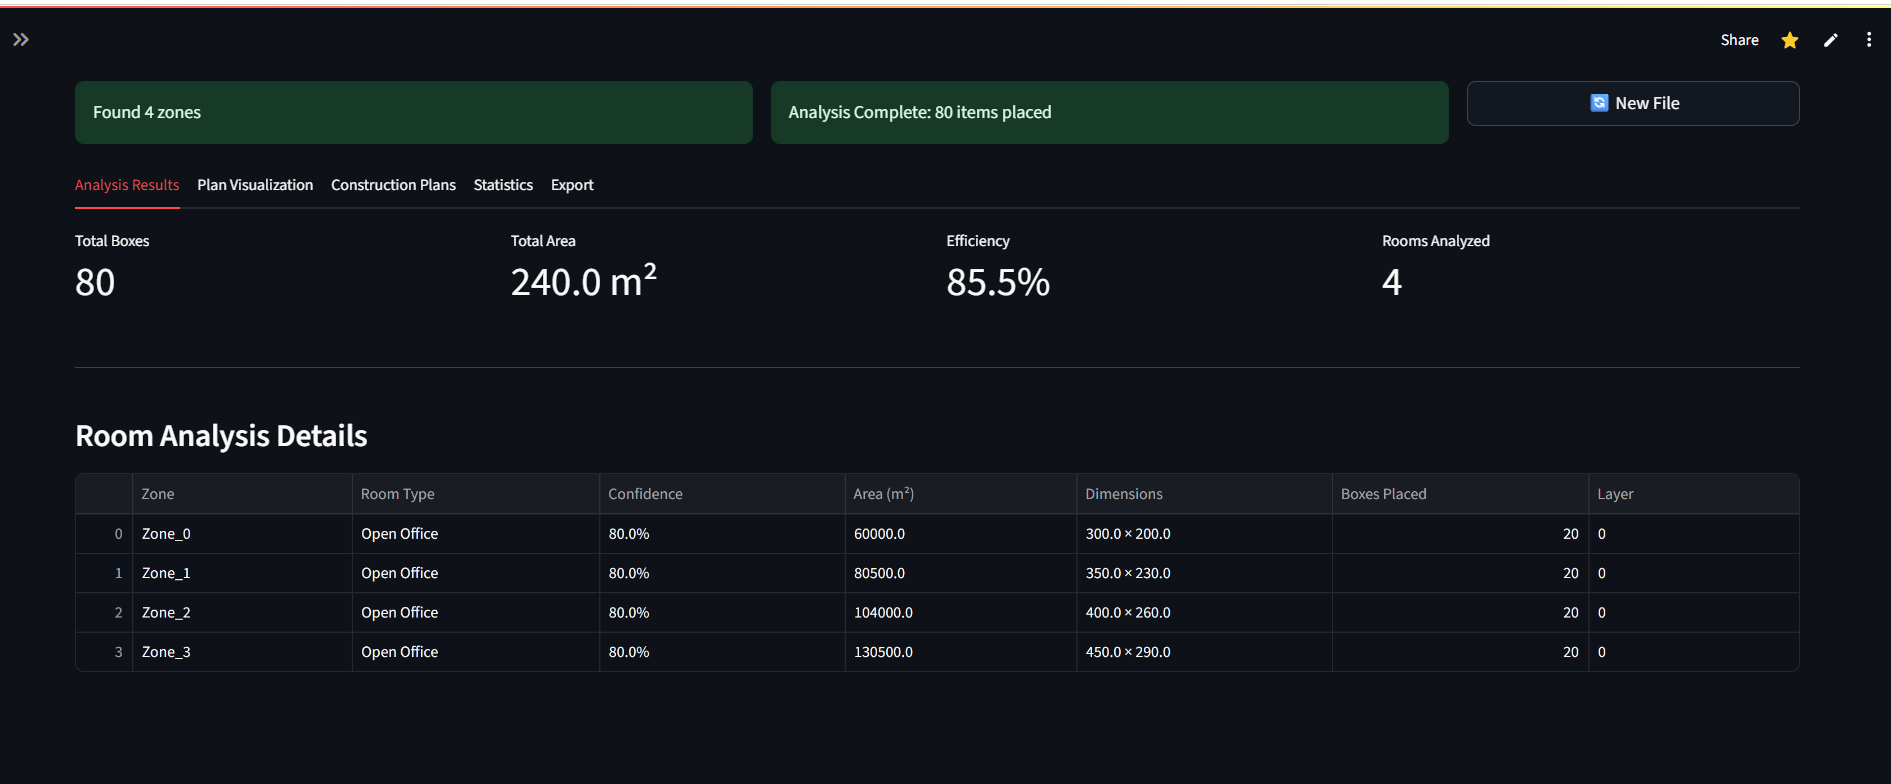 Share
Found 4 zones
Analysis Complete: 80 items placed
New File
Analysis Results Plan Visualization Construction Plans Statistics Export
Total Boxes Total Area Efficiency Rooms Analyzed
80 240.0 m² 85.5% 4
Room Analysis Details
Zone Room Type Confidence Area (m²) Dimensions Boxes Placed Layer
0 Zone_0 Open Office 80.0% 60000.0 300.0 × 200.0 20 0
1 Zone_1 Open Office 80.0% 80500.0 350.0 × 230.0 20 0
2 Zone_2 Open Office 80.0% 104000.0 400.0 × 260.0 20 0
3 Zone_3 Open Office 80.0% 130500.0 450.0 × 290.0 20 0